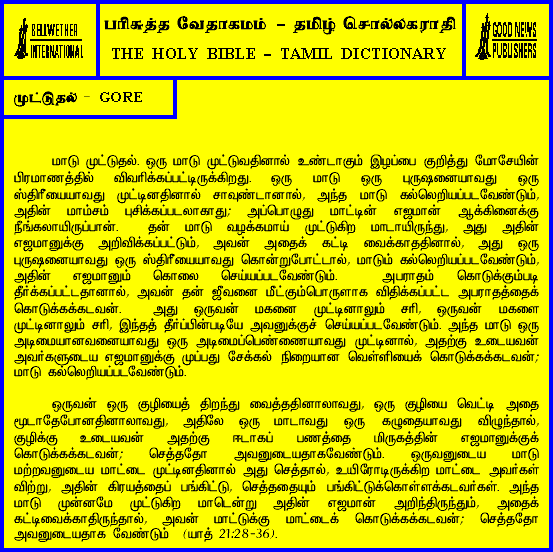 BELLWETHER
INTERNATIONAL
பரிசுத்த வேதாகமம் – தமிழ் சொல்லகராதி
THE HOLY BIBLE – TAMIL DICTIONARY
GOOD NEWS
PUBLISHERS
முட்டுதல் – GORE
மாடு முட்டுதல். ஒரு மாடு முட்டுவதினால் உண்டாகும் இழப்பை குறித்து மோசேயின்
பிரமாணத்தில் விவரிக்கப்பட்டிருக்கிறது. ஒரு மாடு ஒரு புருஷனையாவது ஒரு
ஸ்திரீயையாவது முட்டினதினால் சாவுண்டானால், அந்த மாடு கல்லெறியப்படவேண்டும்,
அதின் மாம்சம் புசிக்கப்படலாகாது; அப்பொழுது மாட்டின் எஜமான் ஆக்கினைக்கு
நீங்கலாயிருப்பான். தன் மாடு வழக்கமாய் முட்டுகிற மாடாயிருந்து, அது அதின்
எஜமானுக்கு அறிவிக்கப்பட்டும், அவன் அதைக் கட்டி வைக்காததினால், அது ஒரு
புருஷனையாவது ஒரு ஸ்திரீயையாவது கொன்றுபோட்டால், மாடும் கல்லெறியப்படவேண்டும்,
அதின் எஜமானும் கொலை செய்யப்படவேண்டும். அபராதம் கொடுக்கும்படி
தீர்க்கப்பட்டதானால், அவன் தன் ஜீவனை மீட்கும்பொருளாக விதிக்கப்பட்ட அபராதத்தைக்
கொடுக்கக்கடவன். அது ஒருவன் மகனை முட்டினாலும் சரி, ஒருவன் மகளை
முட்டினாலும் சரி, இந்தத் தீர்ப்பின்படியே அவனுக்குச் செய்யப்படவேண்டும். அந்த மாடு ஒரு
அடிமையானவனையாவது ஒரு அடிமைப்பெண்ணையாவது முட்டினால், அதற்கு உடையவன்
அவர்களுடைய எஜமானுக்கு முப்பது சேக்கல் நிறையான வெள்ளியைக் கொடுக்கக்கடவன்;
மாடு கல்லெறியப்படவேண்டும்.
ஒருவன் ஒரு குழியைத் திறந்து வைத்ததினாலாவது, ஒரு குழியை வெட்டி அதை
மூடாதேபோனதினாலாவது, அதிலே ஒரு மாடாவது ஒரு கழுதையாவது விழுந்தால்,
குழிக்கு உடையவன் அதற்கு ஈடாகப் பணத்தை மிருகத்தின் எஜமானுக்குக்
கொடுக்கக்கடவன்; செத்ததோ அவனுடையதாகவேண்டும். ஒருவனுடைய மாடு
மற்றவனுடைய மாட்டை முட்டினதினால் அது செத்தால், உயிரோடிருக்கிற மாட்டை அவர்கள்
விற்று, அதின் கிரயத்தைப் பங்கிட்டு, செத்ததையும் பங்கிட்டுக்கொள்ளக்கடவர்கள். அந்த
மாடு முன்னமே முட்டுகிற மாடென்று அதின் எஜமான் அறிந்திருந்தும், அதைக்
கட்டிவைக்காதிருந்தால், அவன் மாட்டுக்கு மாட்டைக் கொடுக்கக்கடவன்; செத்ததோ
அவனுடையதாக வேண்டும் (யாத் 21:28-36).